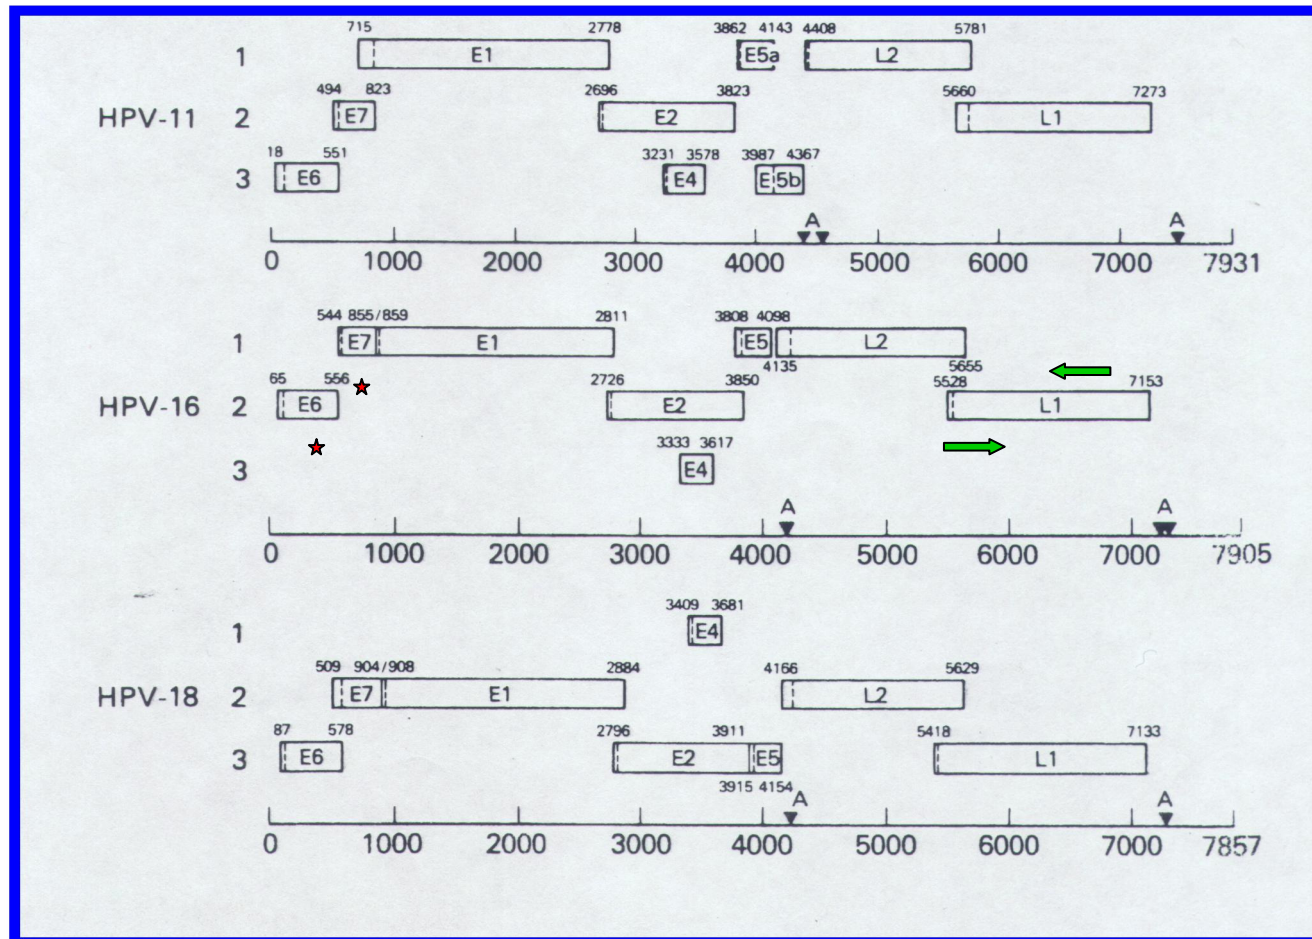 715 2778 3862 4143 4408 5781
1 E1 E5a L2
494 823 2696 3823 5660 7273
HPV-11 2 E7 E2 L1
18 551 3231 3578 3987 4367
3 E6 E4 E 5b
A A
0 1000 2000 3000 4000 5000 6000 7000 7931
544 855/859 2811 3808 4098
1 E7 E1 E5 L2
4135 5655
65 556 2726 3850 5528 7153
HPV-16 2 E6 E2 L1
3333 3617
3 E4
A A
0 1000 2000 3000 4000 5000 6000 7000 7905
3409 3681
1 E4
509 904/908 2884 4166 5629
HPV-18 2 E7 E1 L2
87 578 2796 3911 5418 7133
3 E6 E2 E5 L1
3915 4154
A A
0 1000 2000 3000 4000 5000 6000 7000 7857